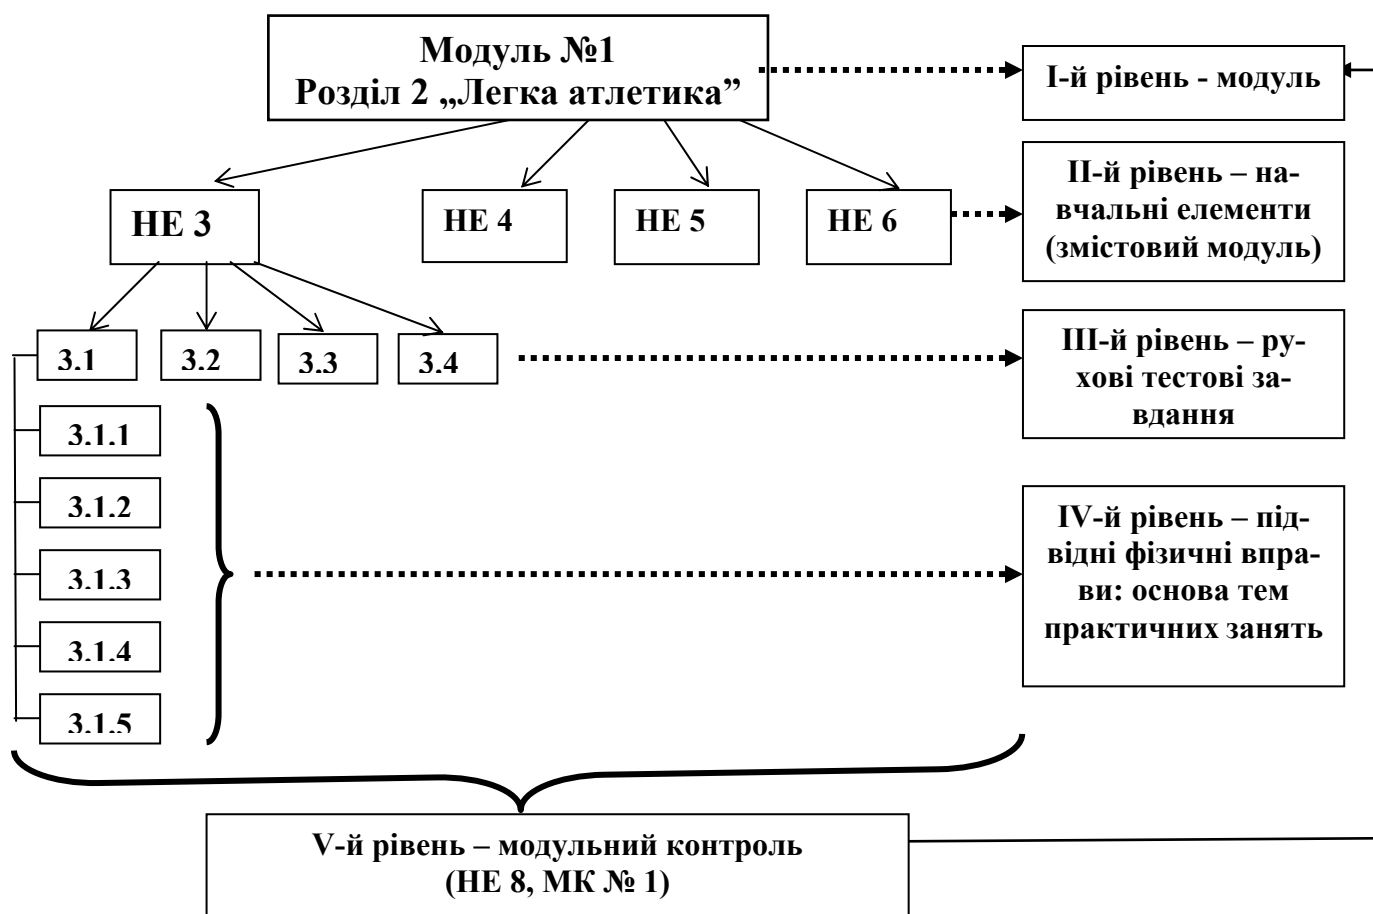 Модуль №1
Розділ 2 „Легка атлетика”
І-й рівень - модуль
ІІ-й рівень – на-
вчальні елементи
(змістовий модуль)
НЕ 3
НЕ 4
НЕ 5
НЕ 6
3.1
3.2
3.3
3.4
ІІІ-й рівень – ру-
хові тестові за-
вдання
3.1.1
3.1.2
3.1.3
3.1.4
3.1.5
IV-й рівень – під-
відні фізичні впра-
ви: основа тем
практичних занять
V-й рівень – модульний контроль
(НЕ 8, МК № 1)